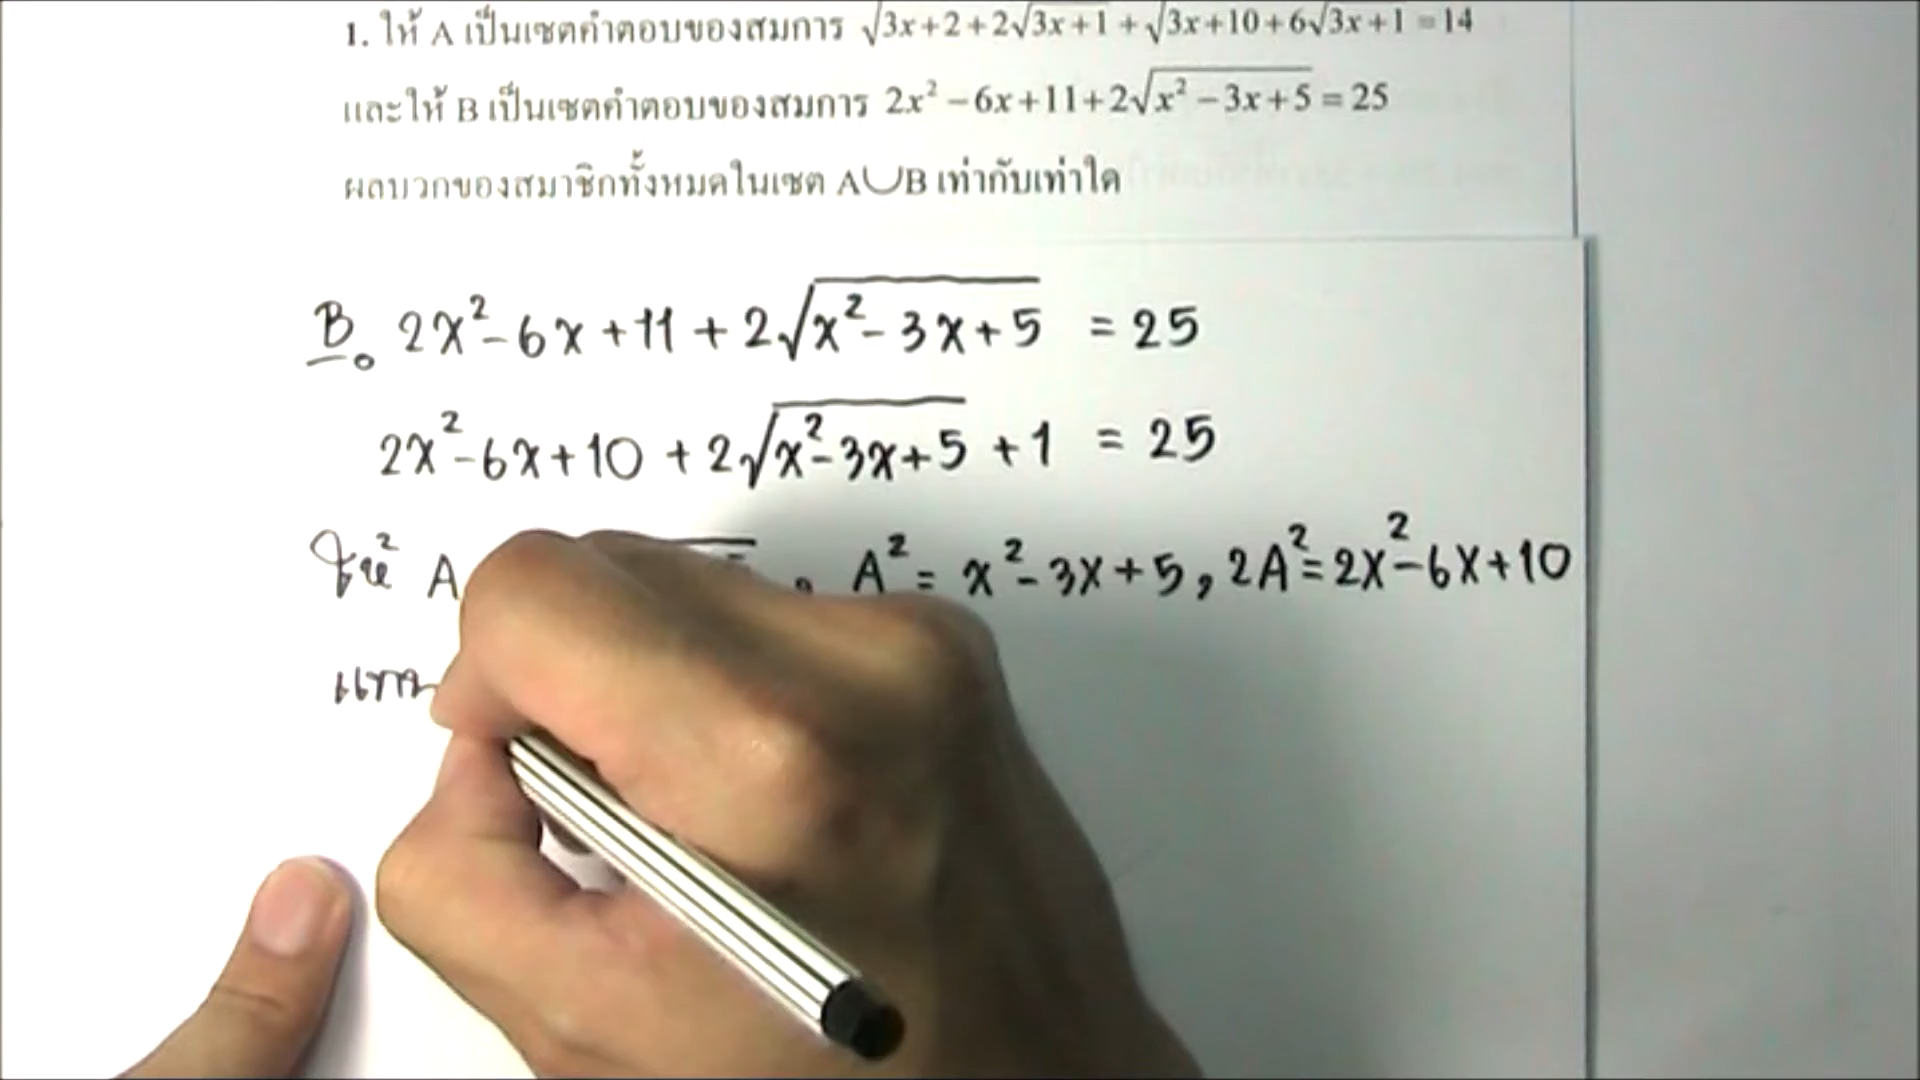 1. ให้ A เป็นเซตคำตอบของสมการ √(3x+2+2√(3x+1)) + √(3x+10+6√(3x+1)) = 14
และให้ B เป็นเซตคำตอบของสมการ 2x² − 6x + 11 + 2√(x² − 3x + 5) = 25
ผลบวกของสมาชิกทั้งหมดในเซต A∪B เท่ากับเท่าใด
B. 2x² - 6x + 11 + 2√(x² - 3x + 5) = 25
2x² - 6x + 10 + 2√(x² - 3x + 5) + 1 = 25
A , A² = x² - 3x + 5, 2A² = 2x² - 6x + 10